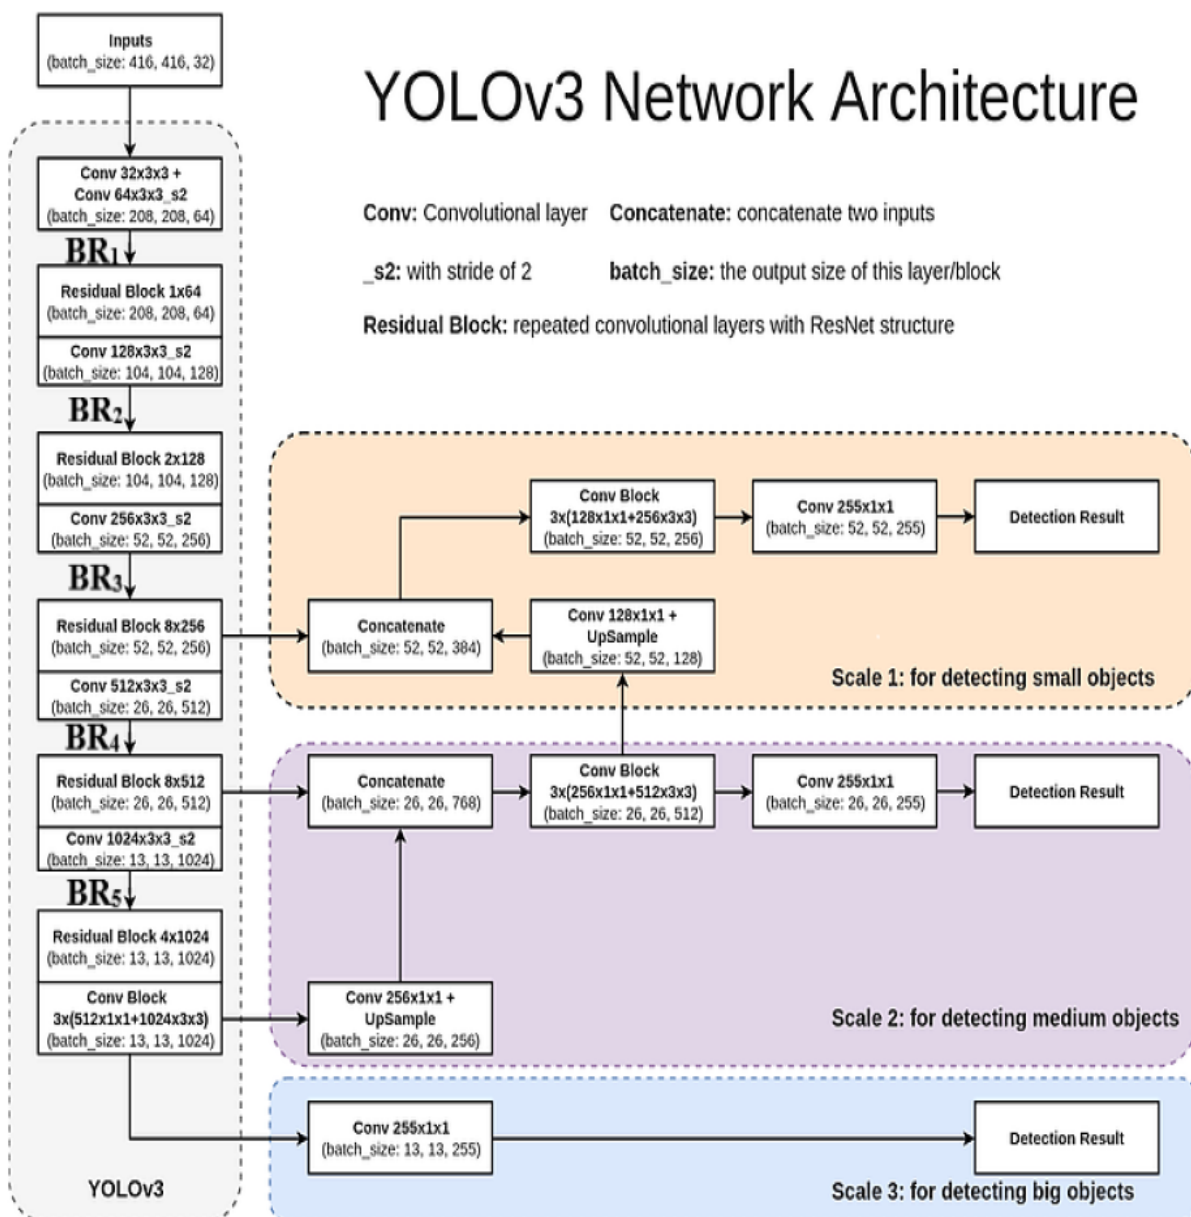 Inputs
(batch_size: 416, 416, 32)
YOLOv3 Network Architecture
Conv 32x3x3 +
Conv 64x3x3_s2
(batch_size: 208, 208, 64)
Conv: Convolutional layer Concatenate: concatenate two inputs
_s2: with stride of 2 batch_size: the output size of this layer/block
Residual Block: repeated convolutional layers with ResNet structure
BR1
Residual Block 1x64
(batch_size: 208, 208, 64)
Conv 128x3x3_s2
(batch_size: 104, 104, 128)
BR2
Residual Block 2x128
(batch_size: 104, 104, 128)
Conv 256x3x3_s2
(batch_size: 52, 52, 256)
BR3
Residual Block 8x256
(batch_size: 52, 52, 256)
Conv 512x3x3_s2
(batch_size: 26, 26, 512)
BR4
Residual Block 8x512
(batch_size: 26, 26, 512)
Conv 1024x3x3_s2
(batch_size: 13, 13, 1024)
BR5
Residual Block 4x1024
(batch_size: 13, 13, 1024)
Conv Block
3x(512x1x1+1024x3x3)
(batch_size: 13, 13, 1024)
YOLOv3
Conv Block
3x(128x1x1+256x3x3)
(batch_size: 52, 52, 256)
Conv 255x1x1
(batch_size: 52, 52, 255)
Detection Result
Concatenate
(batch_size: 52, 52, 384)
Conv 128x1x1 +
UpSample
(batch_size: 52, 52, 128)
Scale 1: for detecting small objects
Concatenate
(batch_size: 26, 26, 768)
Conv Block
3x(256x1x1+512x3x3)
(batch_size: 26, 26, 512)
Conv 255x1x1
(batch_size: 26, 26, 255)
Detection Result
Conv 256x1x1 +
UpSample
(batch_size: 26, 26, 256)
Scale 2: for detecting medium objects
Conv 255x1x1
(batch_size: 13, 13, 255)
Detection Result
Scale 3: for detecting big objects